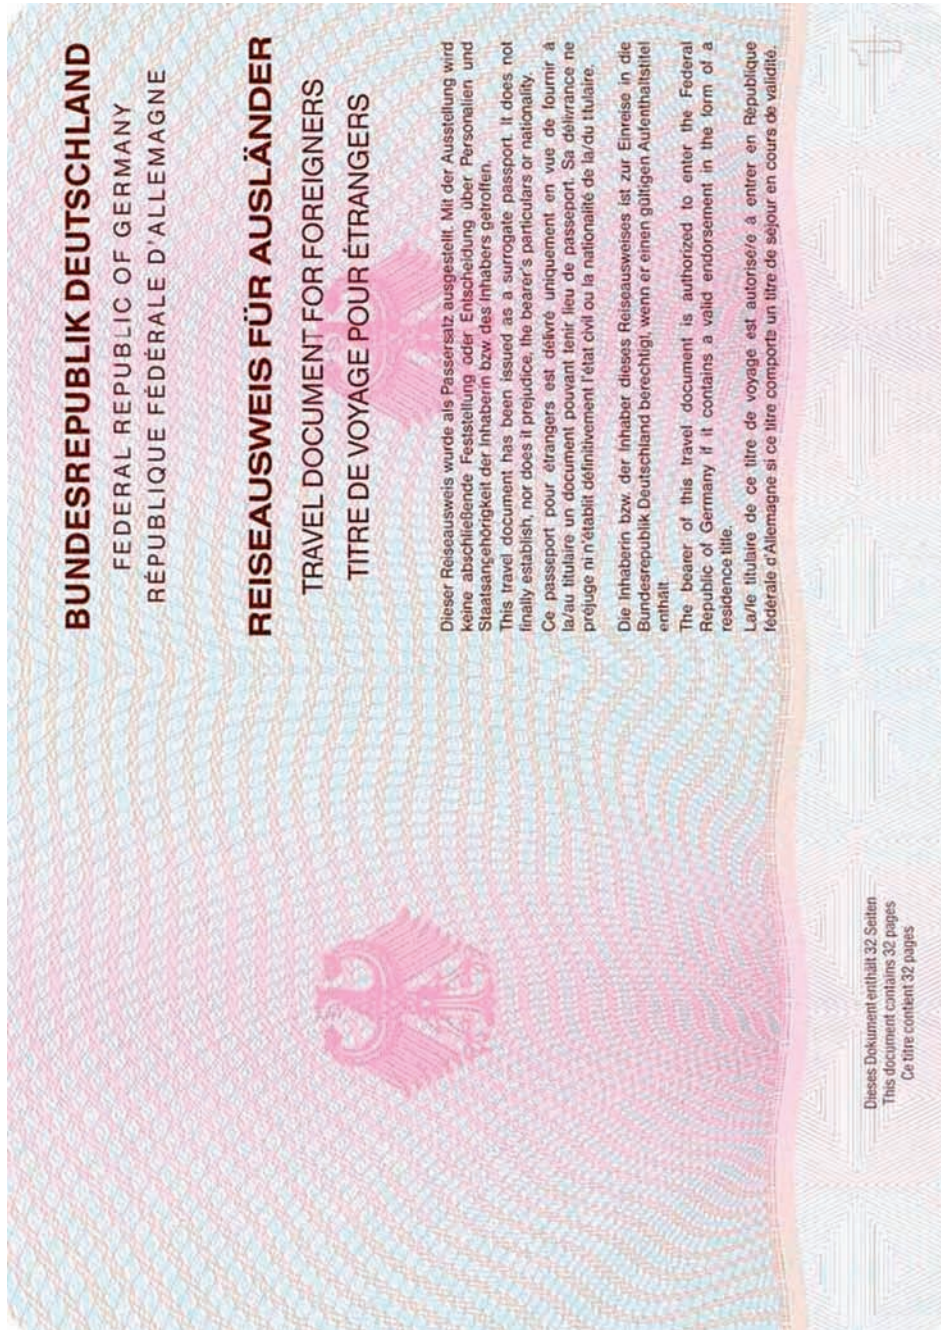 BUNDESREPUBLIK DEUTSCHLAND
FEDERAL REPUBLIC OF GERMANY
RÉPUBLIQUE FÉDÉRALE D'ALLEMAGNE
REISEAUSWEIS FÜR AUSLÄNDER
TRAVEL DOCUMENT FOR FOREIGNERS
TITRE DE VOYAGE POUR ÉTRANGERS
Dieser Reiseausweis wurde als Passersatz ausgestellt. Mit der Ausstellung wird
keine abschließende Feststellung oder Entscheidung über Personalien und
Staatsangehörigkeit der Inhaberin bzw. des Inhabers getroffen.
This travel document has been issued as a surrogate passport. It does not
finally establish, nor does it prejudice, the bearer's particulars or nationality.
Ce passeport pour étrangers est délivré uniquement en vue de fournir à
la/au titulaire un document pouvant tenir lieu de passeport. Sa délivrance ne
préjuge ni n'établit définitivement l'état civil ou la nationalité de la/du titulaire.
Die Inhaberin bzw. der Inhaber dieses Reiseausweises ist zur Einreise in die
Bundesrepublik Deutschland berechtigt, wenn er einen gültigen Aufenthaltstitel
enthält.
The bearer of this travel document is authorized to enter the Federal
Republic of Germany if it contains a valid endorsement in the form of a
residence title.
La/le titulaire de ce titre de voyage est autorisé/e à entrer en République
fédérale d'Allemagne si ce titre comporte un titre de séjour en cours de validité.
1
Dieses Dokument enthält 32 Seiten
This document contains 32 pages
Ce titre contient 32 pages